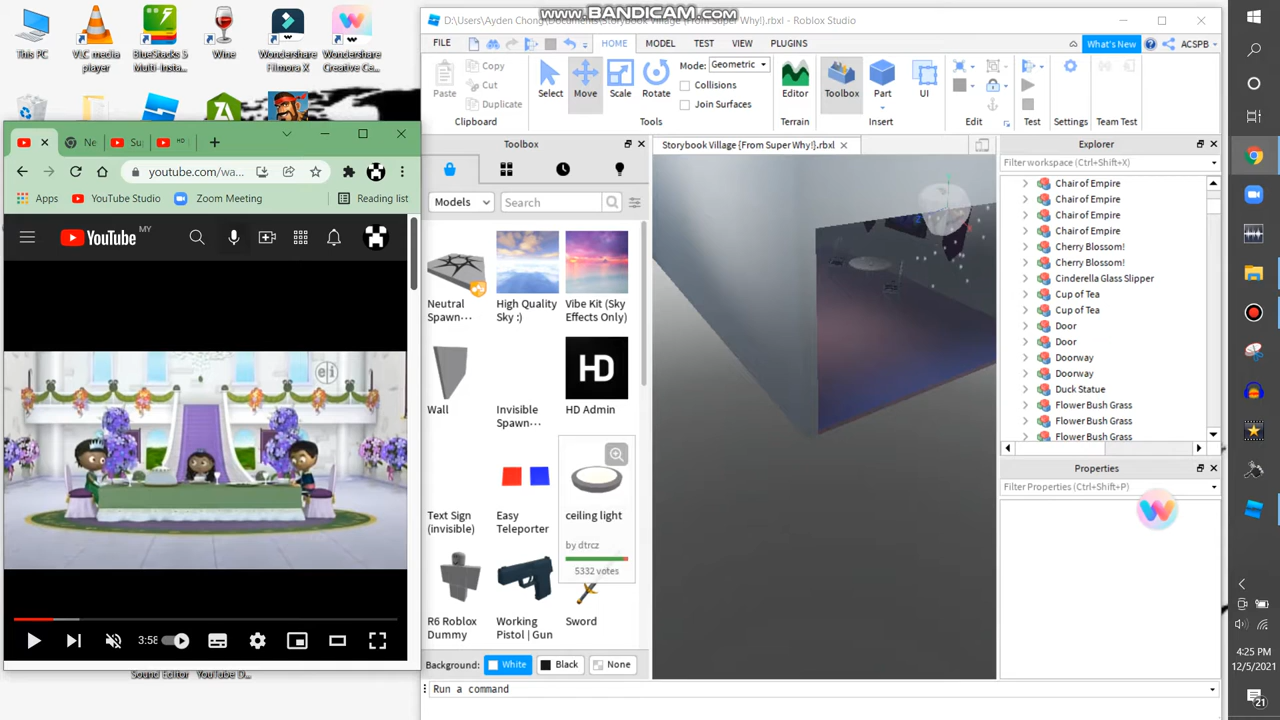 www.BANDICAM.com
D:\Users\Ayden Chong\Documents\Storybook Village {From Super Why!}.rbxl - Roblox Studio
This PC
VLC media player
BlueStacks 5 Multi-Insta...
Wine
Wondershare Filmora X
Wondershare Creative Ce...
FILE
HOME
MODEL
TEST
VIEW
PLUGINS
What's New
ACSPB
Paste
Copy
Cut
Duplicate
Clipboard
Select
Move
Scale
Rotate
Mode:
Geometric
Collisions
Join Surfaces
Tools
Editor
Terrain
Toolbox
Part
UI
Insert
Edit
Test
Settings
Team Test
Ne
Su
HD
youtube.com/wa...
Apps
YouTube Studio
Zoom Meeting
Reading list
YouTube
MY
3:58
Sound Editor
YouTube D...
Toolbox
Models
Search
Neutral Spawn...
High Quality Sky :)
Vibe Kit (Sky Effects Only)
Wall
Invisible Spawn...
HD
HD Admin
Text Sign (invisible)
Easy Teleporter
ceiling light
by dtrcz
5332 votes
R6 Roblox Dummy
Working Pistol | Gun
Sword
Background:
White
Black
None
Run a command
Storybook Village {From Super Why!}.rbxl
Explorer
Filter workspace (Ctrl+Shift+X)
Chair of Empire
Chair of Empire
Chair of Empire
Chair of Empire
Cherry Blossom!
Cherry Blossom!
Cinderella Glass Slipper
Cup of Tea
Cup of Tea
Door
Door
Doorway
Doorway
Duck Statue
Flower Bush Grass
Flower Bush Grass
Flower Bush Grass
Properties
Filter Properties (Ctrl+Shift+P)
4:25 PM
12/5/2021
21